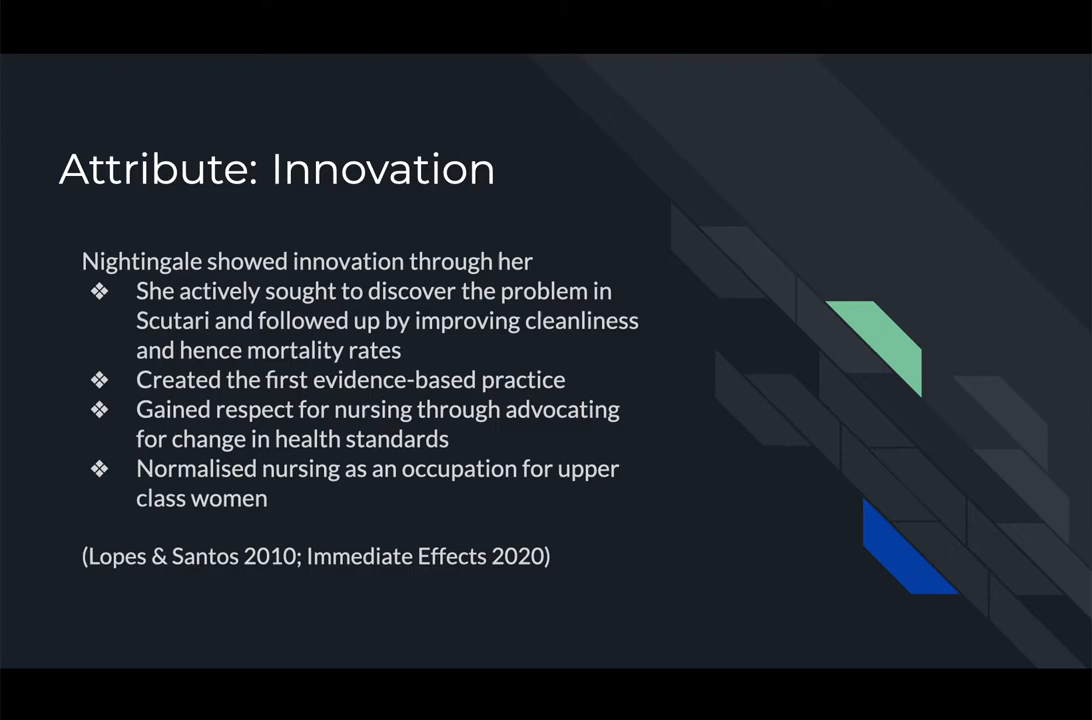 Attribute: Innovation
Nightingale showed innovation through her
❖ She actively sought to discover the problem in
Scutari and followed up by improving cleanliness
and hence mortality rates
❖ Created the first evidence-based practice
❖ Gained respect for nursing through advocating
for change in health standards
❖ Normalised nursing as an occupation for upper
class women
(Lopes & Santos 2010; Immediate Effects 2020)